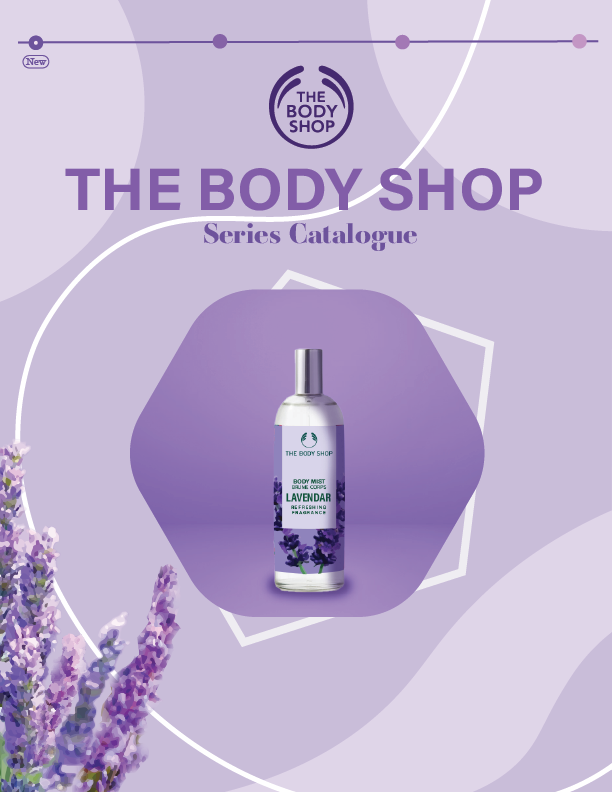 New
THE
BODY
SHOP
THE BODY SHOP
Series Catalogue
THE BODY SHOP
BODY MIST
BRUME CORPS
LAVENDAR
REFRESHING
FRAGRANCE